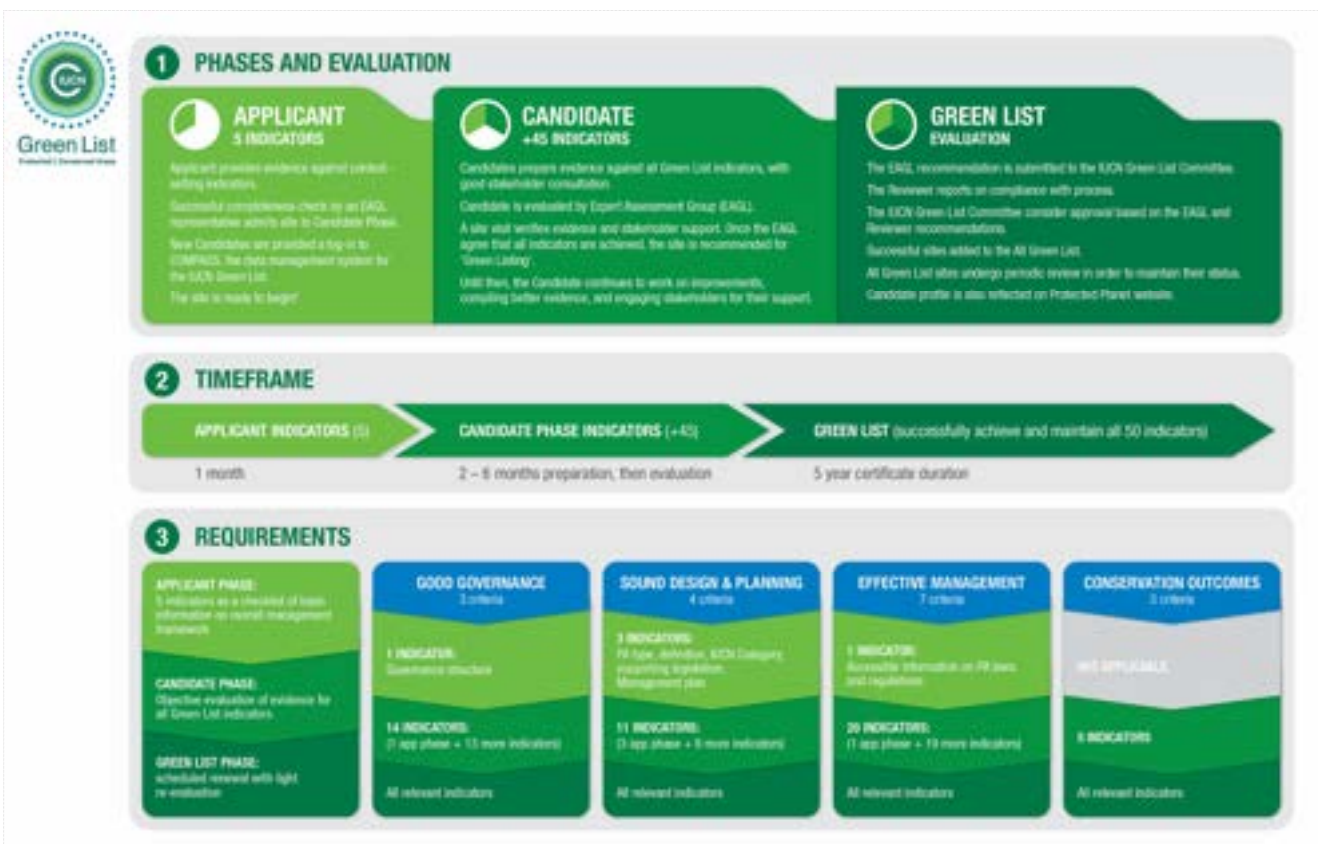 IUCN
Green List
1 PHASES AND EVALUATION
APPLICANT
5 INDICATORS
Applicant provides evidence against context-
setting indicators.
Successful completeness check by an EAGL
representative admits site to Candidate Phase.
New Candidates are provided a log-in to
COMPASS, the data management system for
the IUCN Green List.
The site is ready to begin!
CANDIDATE
+45 INDICATORS
Candidates prepare evidence against all Green List indicators, with
good stakeholder consultation.
Candidate is evaluated by Expert Assessment Group (EAGL).
A site visit verifies evidence and stakeholder support. Once the EAGL
agree that all indicators are achieved, the site is recommended for
'Green Listing'.
Until then, the Candidate continues to work on improvements,
compiling better evidence, and engaging stakeholders for their support.
GREEN LIST
EVALUATION
The EAGL recommendation is submitted to the IUCN Green List Committee.
The Reviewer reports on compliance with process.
The IUCN Green List Committee consider approval based on the EAGL and
Reviewer recommendations.
Successful sites added to the All Green List.
All Green List sites undergo periodic review in order to maintain their status.
Candidate profile is also reflected on Protected Planet website.
2 TIMEFRAME
APPLICANT INDICATORS (5)
CANDIDATE PHASE INDICATORS (+45)
GREEN LIST (successfully achieve and maintain all 50 indicators)
1 month
2 – 6 months preparation, then evaluation
5 year certificate duration
3 REQUIREMENTS
APPLICANT PHASE:
5 indicators as a checklist of basic
information on overall management
framework
CANDIDATE PHASE:
Objective evaluation of evidence for
all Green List indicators
GREEN LIST PHASE:
scheduled renewal with light
re-evaluation
GOOD GOVERNANCE
3 criteria
1 INDICATOR:
Governance structure
14 INDICATORS:
(1 app phase + 13 more indicators)
All relevant indicators
SOUND DESIGN & PLANNING
4 criteria
3 INDICATORS:
PA type, definition, IUCN Category,
supporting legislation.
Management plan
11 INDICATORS:
(3 app phase + 8 more indicators)
All relevant indicators
EFFECTIVE MANAGEMENT
7 criteria
1 INDICATOR:
Accessible information on PA laws
and regulations
20 INDICATORS:
(1 app phase + 19 more indicators)
All relevant indicators
CONSERVATION OUTCOMES
3 criteria
NOT APPLICABLE
5 INDICATORS
All relevant indicators